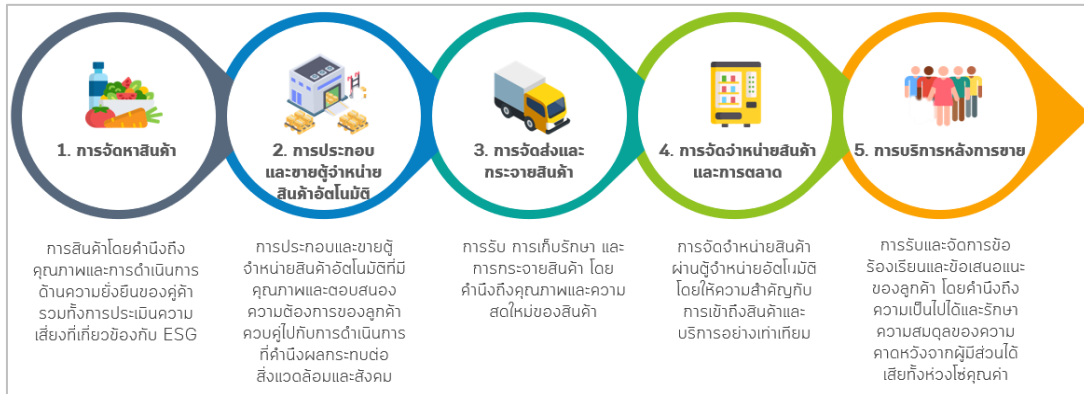 1. การจัดหาสินค้า
2. การประกอบ
และขายตู้จำหน่าย
สินค้าอัตโนมัติ
3. การจัดส่งและ
กระจายสินค้า
4. การจัดจำหน่ายสินค้า
และการตลาด
5. การบริการหลังการขาย
การสินค้าโดยคำนึงถึง
คุณภาพและการดำเนินการ
ด้านความยั่งยืนของคู่ค้า
รวมทั้งการประเมินความ
เสี่ยงที่เกี่ยวข้องกับ ESG
การประกอบและขายตู้
จำหน่ายสินค้าอัตโนมัติที่มี
คุณภาพและตอบสนอง
ความต้องการของลูกค้า
ควบคู่ไปกับการดำเนินการ
ที่คำนึงผลกระทบต่อ
สิ่งแวดล้อมและสังคม
การรับ การเก็บรักษา และ
การกระจายสินค้า โดย
คำนึงถึงคุณภาพและความ
สดใหม่ของสินค้า
การจัดจำหน่ายสินค้า
ผ่านตู้จำหน่ายอัตโนมัติ
โดยให้ความสำคัญกับ
การเข้าถึงสินค้าและ
บริการอย่างเท่าเทียม
การรับและจัดการข้อ
ร้องเรียนและข้อเสนอแนะ
ของลูกค้า โดยคำนึงถึง
ความเป็นไปได้และรักษา
ความสมดุลของความ
คาดหวังจากผู้มีส่วนได้
เสียทั้งห่วงโซ่คุณค่า